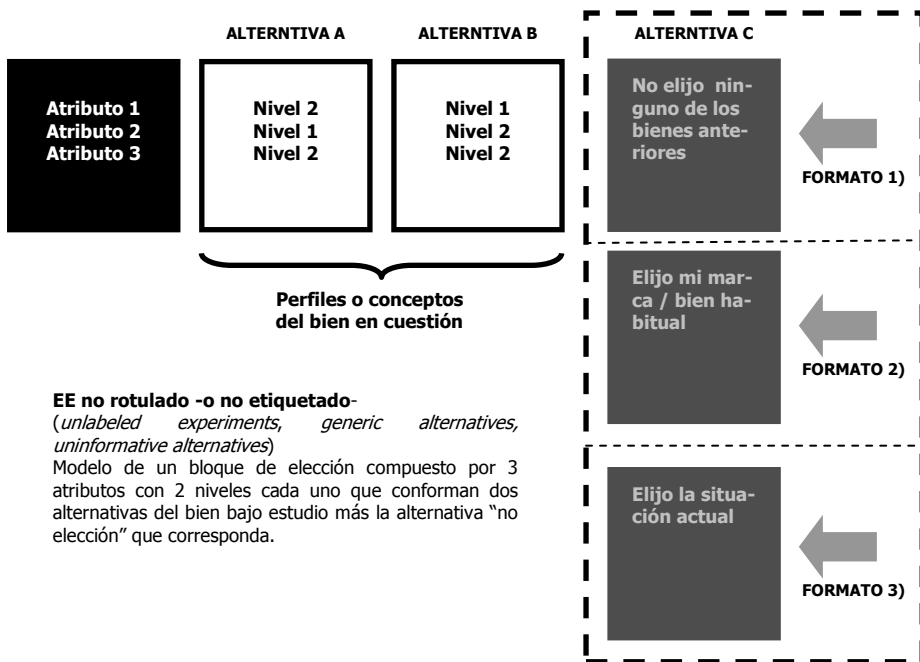 ALTERNTIVA A
ALTERNTIVA B
ALTERNTIVA C
Atributo 1
Atributo 2
Atributo 3
Nivel 2
Nivel 1
Nivel 2
Nivel 1
Nivel 2
Nivel 2
No elijo nin-
guno de los
bienes ante-
riores
FORMATO 1)
Perfiles o conceptos
del bien en cuestión
Elijo mi mar-
ca / bien ha-
bitual
FORMATO 2)
EE no rotulado -o no etiquetado-
(unlabeled experiments, generic alternatives,
uninformative alternatives)
Modelo de un bloque de elección compuesto por 3
atributos con 2 niveles cada uno que conforman dos
alternativas del bien bajo estudio más la alternativa “no
elección” que corresponda.
Elijo la situa-
ción actual
FORMATO 3)